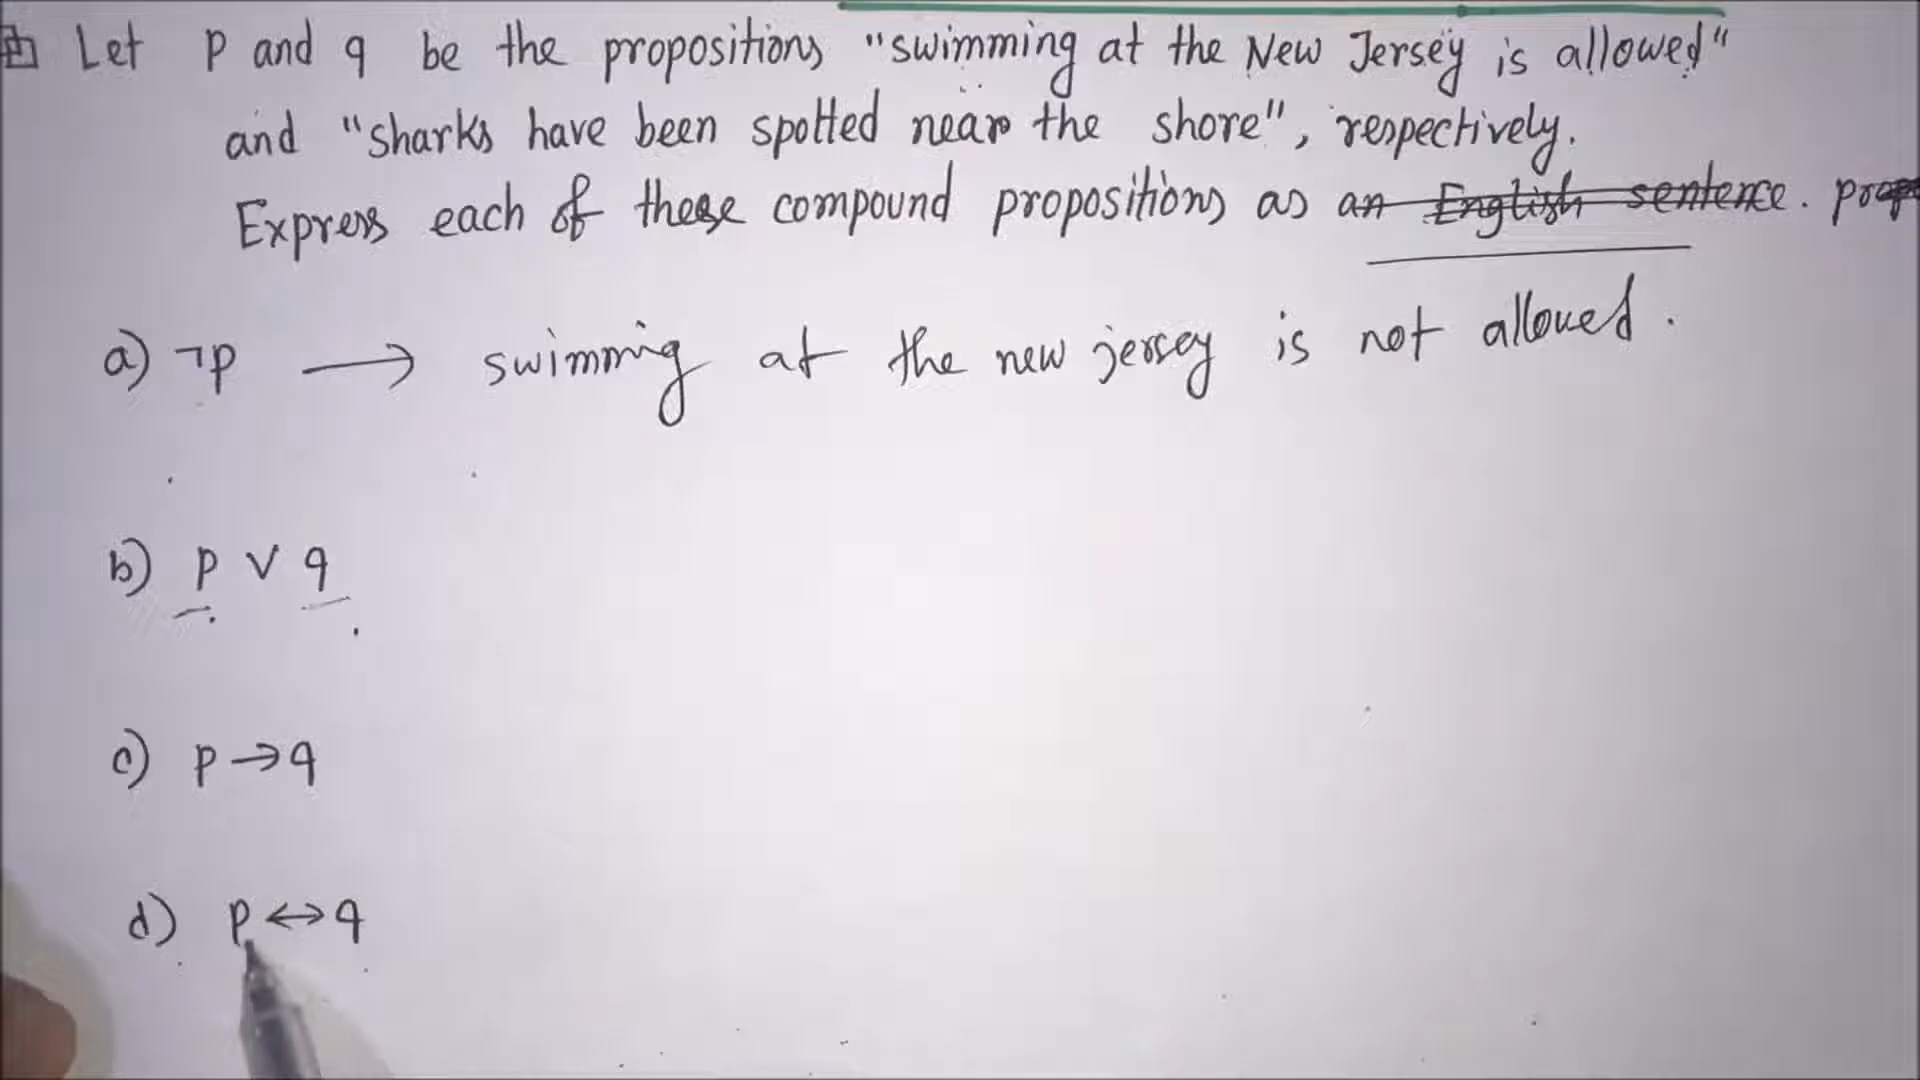 Let p and q be the propositions "swimming at the New Jersey is allowed"
and "sharks have been spotted near the shore", respectively.
Express each of these compound propositions as an English sentence.
a) ¬p ⟶ swimming at the new jersey is not allowed.
b) p ∨ q
c) p → q
d) p ↔ q